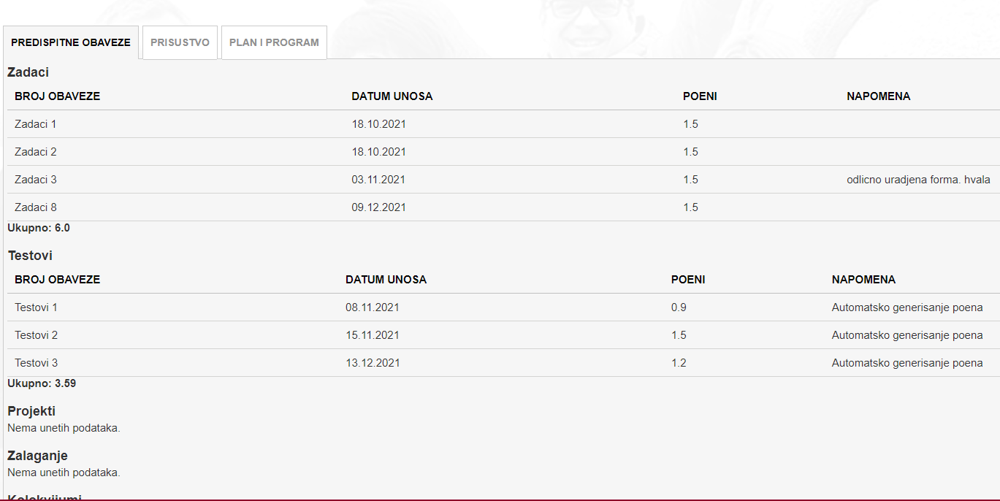 PREDISPITNE OBAVEZE PRISUSTVO PLAN I PROGRAM
Zadaci
BROJ OBAVEZE DATUM UNOSA POENI NAPOMENA
Zadaci 1 18.10.2021 1.5
Zadaci 2 18.10.2021 1.5
Zadaci 3 03.11.2021 1.5 odlicno uradjena forma. hvala
Zadaci 8 09.12.2021 1.5
Ukupno: 6.0
Testovi
BROJ OBAVEZE DATUM UNOSA POENI NAPOMENA
Testovi 1 08.11.2021 0.9 Automatsko generisanje poena
Testovi 2 15.11.2021 1.5 Automatsko generisanje poena
Testovi 3 13.12.2021 1.2 Automatsko generisanje poena
Ukupno: 3.59
Projekti
Nema unetih podataka.
Zalaganje
Nema unetih podataka.
Kolokvijumi